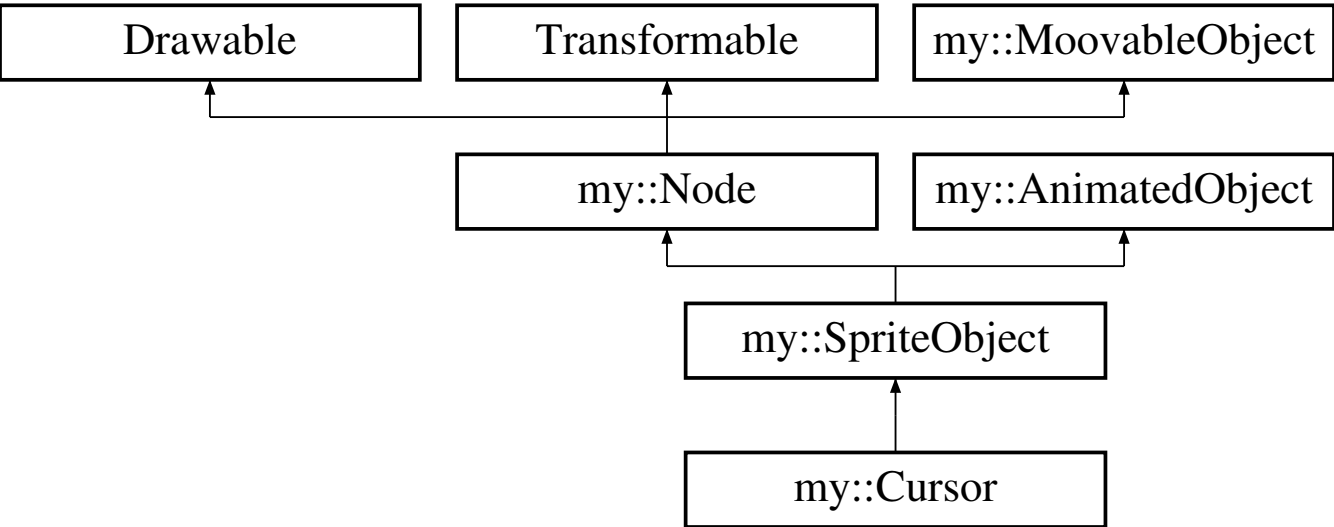 Drawable
Transformable
my::MoovableObject
my::Node
my::AnimatedObject
my::SpriteObject
my::Cursor